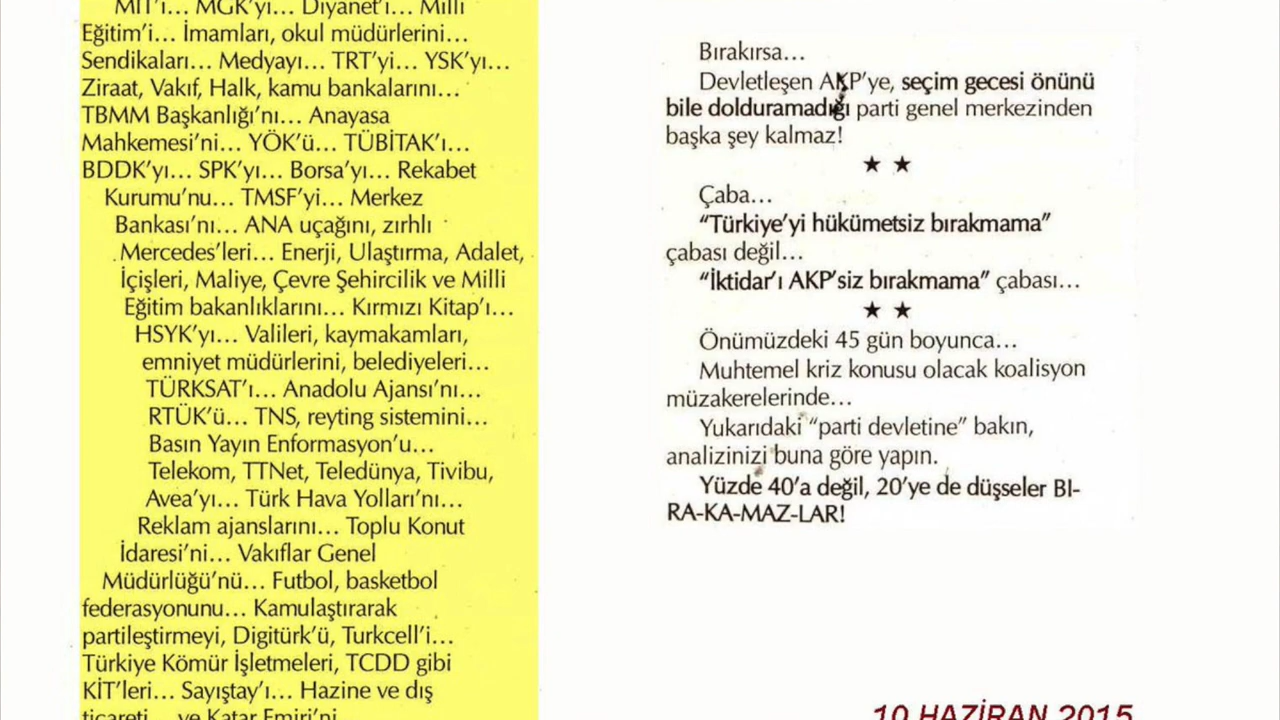 MİT'i... MGK'yı... Diyanet'i... Milli
Eğitim'i... İmamları, okul müdürlerini...
Sendikaları... Medyayı... TRT'yi... YSK'yı...
Ziraat, Vakıf, Halk, kamu bankalarını...
TBMM Başkanlığı'nı... Anayasa
Mahkemesi'ni... YÖK'ü... TÜBİTAK'ı...
BDDK'yı... SPK'yı... Borsa'yı... Rekabet
Kurumu'nu... TMSF'yi... Merkez
Bankası'nı... ANA uçağını, zırhlı
Mercedes'leri... Enerji, Ulaştırma, Adalet,
İçişleri, Maliye, Çevre Şehircilik ve Milli
Eğitim bakanlıklarını... Kırmızı Kitap'ı...
HSYK'yı... Valileri, kaymakamları,
emniyet müdürlerini, belediyeleri...
TÜRKSAT'ı... Anadolu Ajansı'nı...
RTÜK'ü... TNS, reyting sistemini...
Basın Yayın Enformasyon'u...
Telekom, TTNet, Teledünya, Tivibu,
Avea'yı... Türk Hava Yolları'nı...
Reklam ajanslarını... Toplu Konut
İdaresi'ni... Vakıflar Genel
Müdürlüğü'nü... Futbol, basketbol
federasyonunu... Kamulaştırarak
partileştirmeyi, Digitürk'ü, Turkcell'i...
Türkiye Kömür İşletmeleri, TCDD gibi
KİT'leri... Sayıştay'ı... Hazine ve dış
ticareti... ve Katar Emiri'ni...
Bırakırsa...
Devletleşen AKP'ye, seçim gecesi önünü
bile dolduramadığı parti genel merkezinden
başka şey kalmaz!
★ ★
Çaba...
"Türkiye'yi hükümetsiz bırakmama"
çabası değil...
"İktidar'ı AKP'siz bırakmama" çabası...
★ ★
Önümüzdeki 45 gün boyunca...
Muhtemel kriz konusu olacak koalisyon
müzakerelerinde...
Yukarıdaki "parti devletine" bakın,
analizinizi buna göre yapın.
Yüzde 40'a değil, 20'ye de düşseler BI-
RA-KA-MAZ-LAR!
10 HAZİRAN 2015